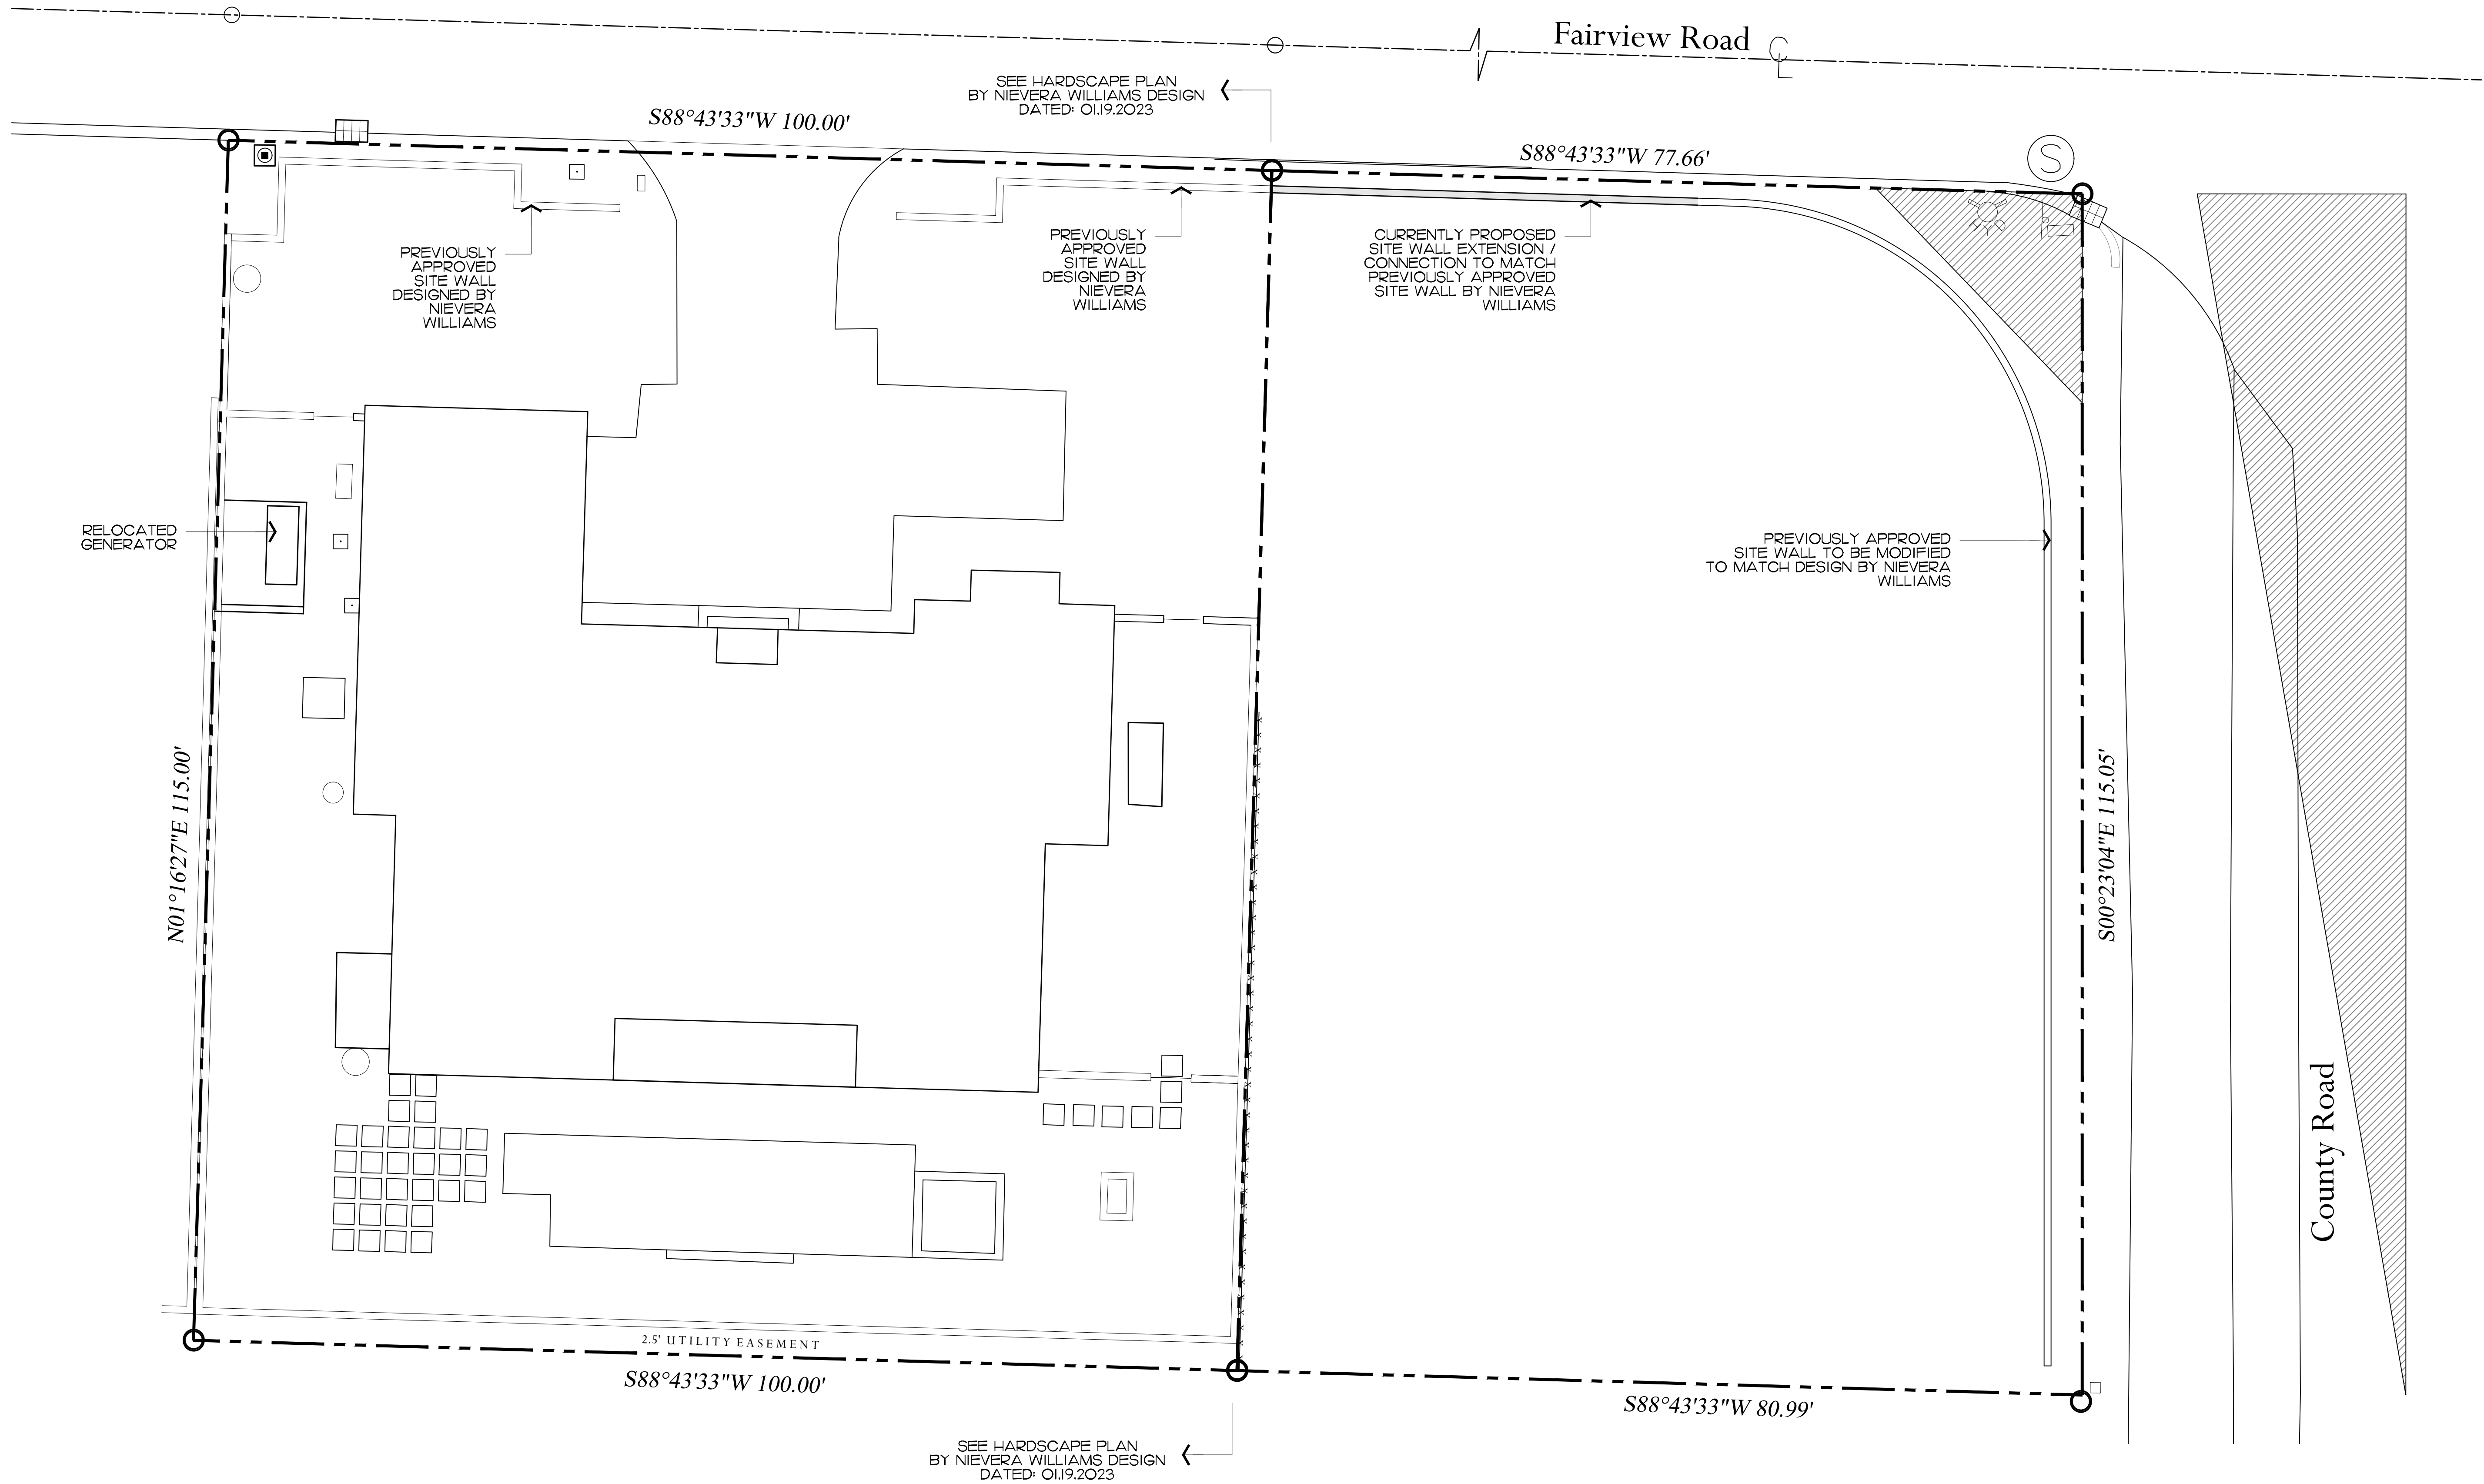 Fairview Road
CL
SEE HARDSCAPE PLAN
BY NIEVERA WILLIAMS DESIGN
DATED: 01.19.2023
S88°43'33"W 100.00'
S88°43'33"W 77.66'
S
PREVIOUSLY
APPROVED
SITE WALL
DESIGNED BY
NIEVERA
WILLIAMS
PREVIOUSLY
APPROVED
SITE WALL
DESIGNED BY
NIEVERA
WILLIAMS
CURRENTLY PROPOSED
SITE WALL EXTENSION /
CONNECTION TO MATCH
PREVIOUSLY APPROVED
SITE WALL BY NIEVERA
WILLIAMS
RELOCATED
GENERATOR
PREVIOUSLY APPROVED
SITE WALL TO BE MODIFIED
TO MATCH DESIGN BY NIEVERA
WILLIAMS
N01°16'27"E 115.00'
S00°23'04"E 115.05'
County Road
2.5' UTILITY EASEMENT
S88°43'33"W 100.00'
S88°43'33"W 80.99'
SEE HARDSCAPE PLAN
BY NIEVERA WILLIAMS DESIGN
DATED: 01.19.2023